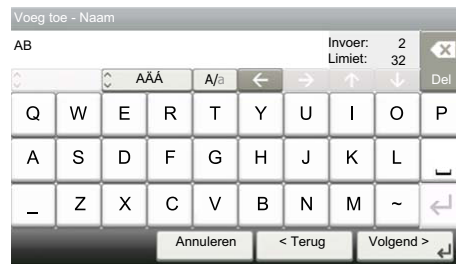 Voeg toe - Naam
AB
Invoer: 2
Limiet: 32
AÄÁ A/a ← → ↑ ↓ Del
Q W E R T Y U I O P
A S D F G H J K L
_ Z X C V B N M ~
Annuleren < Terug Volgend >